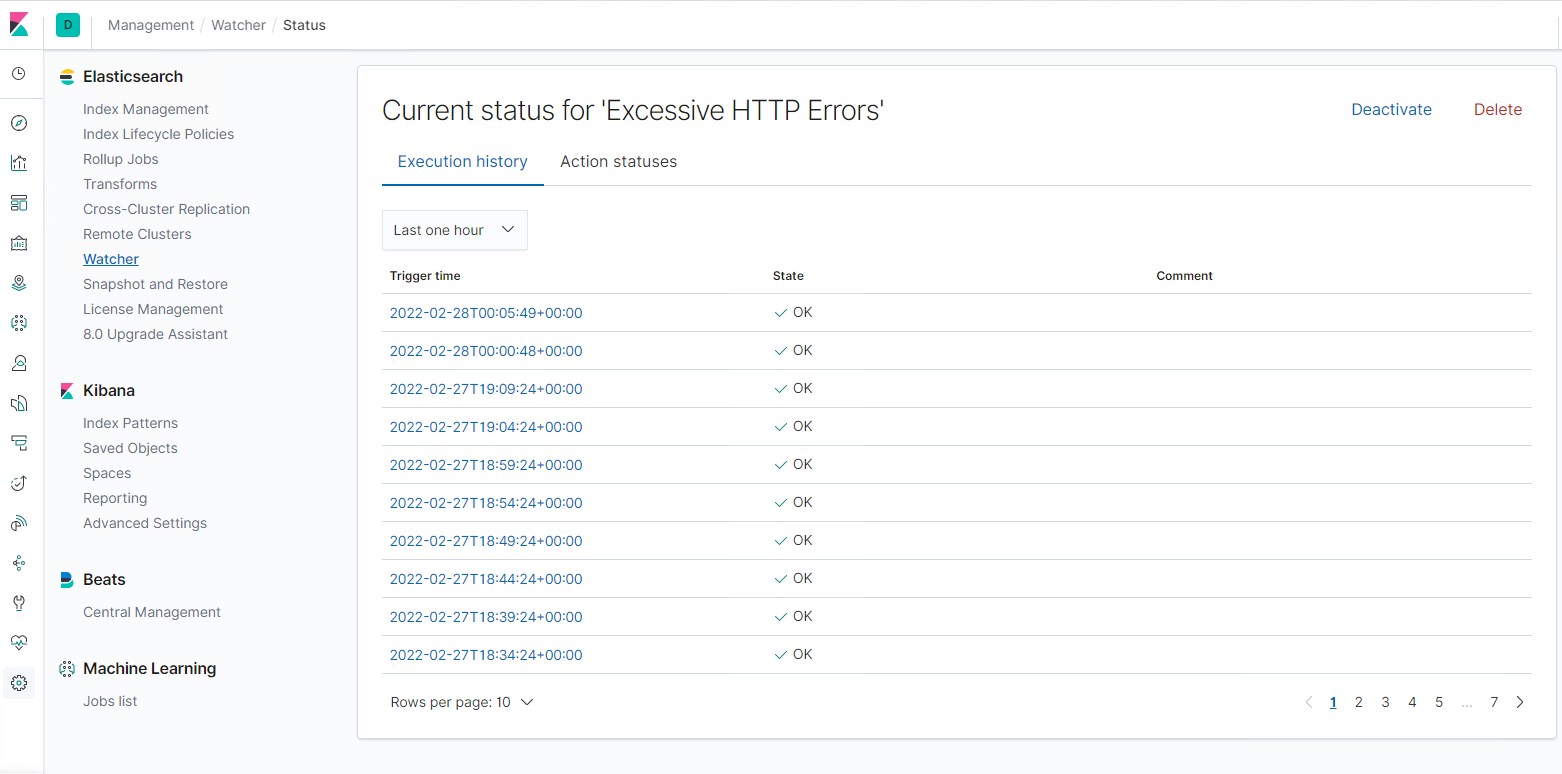 D Management / Watcher / Status
Elasticsearch
Index Management
Index Lifecycle Policies
Rollup Jobs
Transforms
Cross-Cluster Replication
Remote Clusters
Watcher
Snapshot and Restore
License Management
8.0 Upgrade Assistant
Kibana
Index Patterns
Saved Objects
Spaces
Reporting
Advanced Settings
Beats
Central Management
Machine Learning
Jobs list
Current status for 'Excessive HTTP Errors' Deactivate Delete
Execution history Action statuses
Last one hour
Trigger time State Comment
2022-02-28T00:05:49+00:00 OK
2022-02-28T00:00:48+00:00 OK
2022-02-27T19:09:24+00:00 OK
2022-02-27T19:04:24+00:00 OK
2022-02-27T18:59:24+00:00 OK
2022-02-27T18:54:24+00:00 OK
2022-02-27T18:49:24+00:00 OK
2022-02-27T18:44:24+00:00 OK
2022-02-27T18:39:24+00:00 OK
2022-02-27T18:34:24+00:00 OK
Rows per page: 10 1 2 3 4 5 ... 7